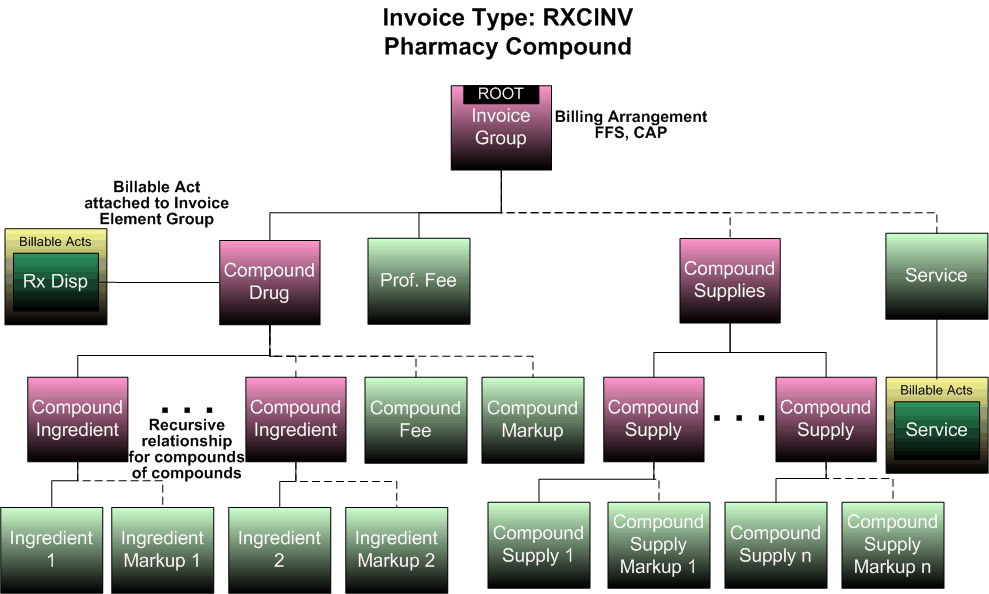 Invoice Type: RXCINV
Pharmacy Compound
ROOT
Invoice
Group
Billing Arrangement
FFS, CAP
Billable Act
attached to Invoice
Element Group
Billable Acts
Rx Disp
Compound
Drug
Prof. Fee
Compound
Supplies
Service
Compound
Ingredient
. . .
Recursive
relationship
for compounds
of compounds
Compound
Ingredient
Compound
Fee
Compound
Markup
Compound
Supply
. . .
Compound
Supply
Billable Acts
Service
Ingredient
1
Ingredient
Markup 1
Ingredient
2
Ingredient
Markup 2
Compound
Supply 1
Compound
Supply
Markup 1
Compound
Supply n
Compound
Supply
Markup n